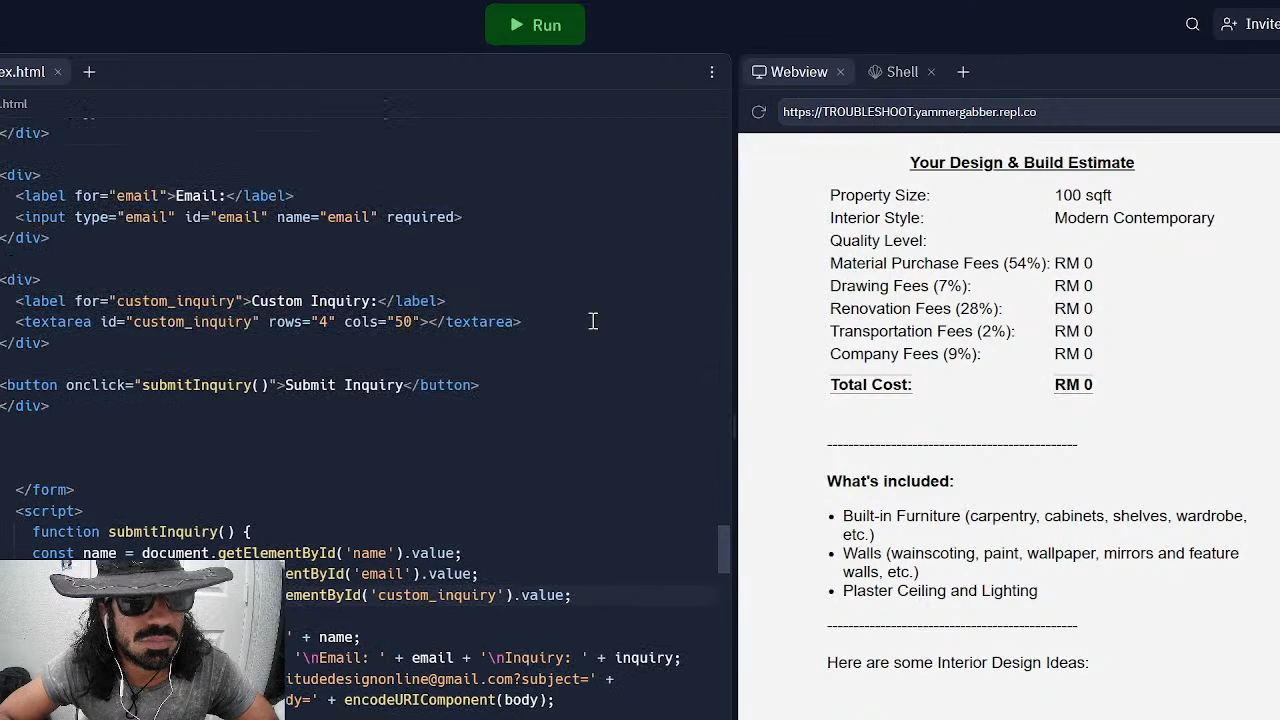 Run
Invite
ex.html
Webview
Shell
.html
https://TROUBLESHOOT.yammergabber.repl.co
</div>
<div>
<label for="email">Email:</label>
<input type="email" id="email" name="email" required>
</div>
<div>
<label for="custom_inquiry">Custom Inquiry:</label>
<textarea id="custom_inquiry" rows="4" cols="50"></textarea>
</div>
<button onclick="submitInquiry()">Submit Inquiry</button>
</div>
</form>
<script>
function submitInquiry() {
const name = document.getElementById('name').value;
ementById('email').value;
ementById('custom_inquiry').value;
' + name;
'\nEmail: ' + email + '\nInquiry: ' + inquiry;
itudedesignonline@gmail.com?subject=' +
dy=' + encodeURIComponent(body);
Your Design & Build Estimate
Property Size: 100 sqft
Interior Style: Modern Contemporary
Quality Level:
Material Purchase Fees (54%): RM 0
Drawing Fees (7%): RM 0
Renovation Fees (28%): RM 0
Transportation Fees (2%): RM 0
Company Fees (9%): RM 0
Total Cost: RM 0
-----------------------------------------------
What's included:
• Built-in Furniture (carpentry, cabinets, shelves, wardrobe,
etc.)
• Walls (wainscoting, paint, wallpaper, mirrors and feature
walls, etc.)
• Plaster Ceiling and Lighting
-----------------------------------------------
Here are some Interior Design Ideas: